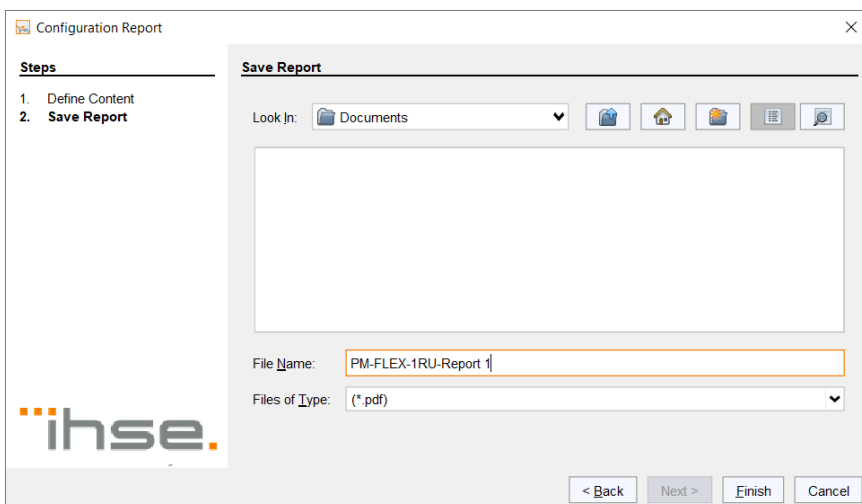 Configuration Report
Steps
1. Define Content
2. Save Report
Save Report
Look In: Documents
File Name: PM-FLEX-1RU-Report 1
Files of Type: (*.pdf)
ihse.
< Back Next > Finish Cancel